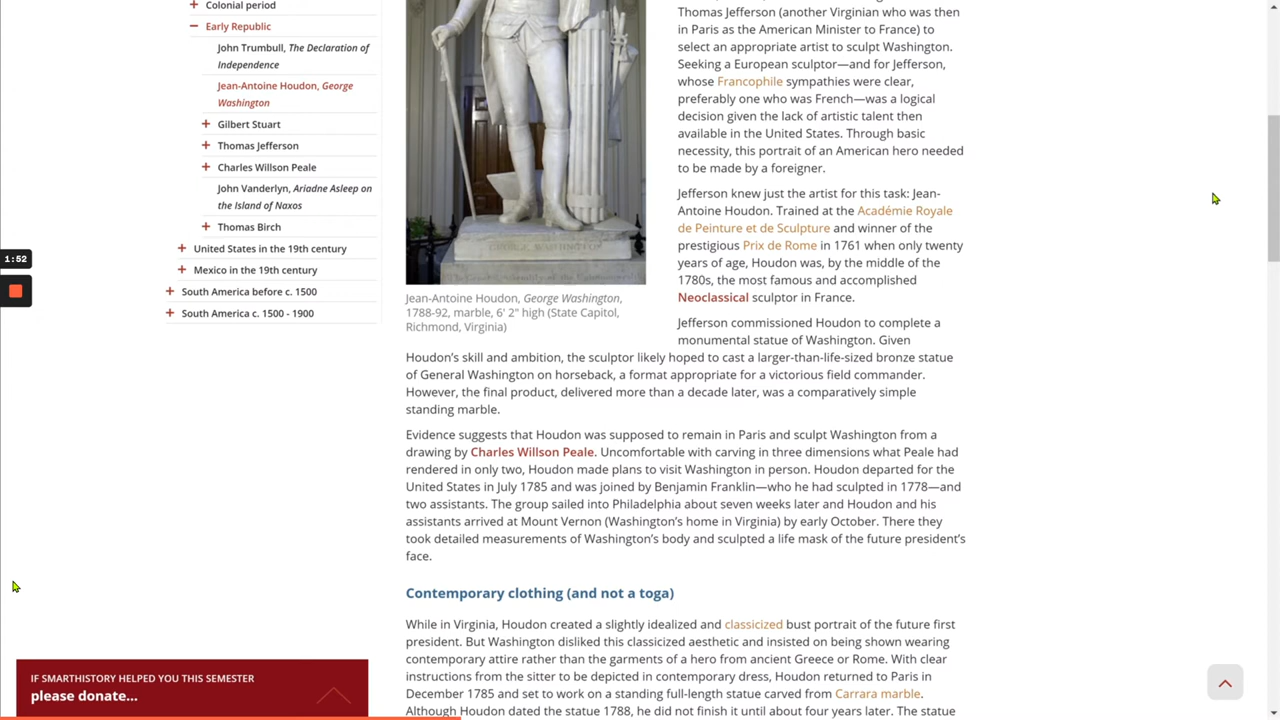 Colonial period
Early Republic
John Trumbull, The Declaration of
Independence
Jean-Antoine Houdon, George
Washington
Gilbert Stuart
Thomas Jefferson
Charles Willson Peale
John Vanderlyn, Ariadne Asleep on
the Island of Naxos
Thomas Birch
United States in the 19th century
Mexico in the 19th century
South America before c. 1500
South America c. 1500 - 1900
1:52
GEORGE WASHINGTON
Jean-Antoine Houdon, George Washington,
1788-92, marble, 6' 2" high (State Capitol,
Richmond, Virginia)
Thomas Jefferson (another Virginian who was then
in Paris as the American Minister to France) to
select an appropriate artist to sculpt Washington.
Seeking a European sculptor—and for Jefferson,
whose Francophile sympathies were clear,
preferably one who was French—was a logical
decision given the lack of artistic talent then
available in the United States. Through basic
necessity, this portrait of an American hero needed
to be made by a foreigner.
Jefferson knew just the artist for this task: Jean-
Antoine Houdon. Trained at the Académie Royale
de Peinture et de Sculpture and winner of the
prestigious Prix de Rome in 1761 when only twenty
years of age, Houdon was, by the middle of the
1780s, the most famous and accomplished
Neoclassical sculptor in France.
Jefferson commissioned Houdon to complete a
monumental statue of Washington. Given
Houdon's skill and ambition, the sculptor likely hoped to cast a larger-than-life-sized bronze statue
of General Washington on horseback, a format appropriate for a victorious field commander.
However, the final product, delivered more than a decade later, was a comparatively simple
standing marble.
Evidence suggests that Houdon was supposed to remain in Paris and sculpt Washington from a
drawing by Charles Willson Peale. Uncomfortable with carving in three dimensions what Peale had
rendered in only two, Houdon made plans to visit Washington in person. Houdon departed for the
United States in July 1785 and was joined by Benjamin Franklin—who he had sculpted in 1778—and
two assistants. The group sailed into Philadelphia about seven weeks later and Houdon and his
assistants arrived at Mount Vernon (Washington's home in Virginia) by early October. There they
took detailed measurements of Washington's body and sculpted a life mask of the future president's
face.
Contemporary clothing (and not a toga)
While in Virginia, Houdon created a slightly idealized and classicized bust portrait of the future first
president. But Washington disliked this classicized aesthetic and insisted on being shown wearing
contemporary attire rather than the garments of a hero from ancient Greece or Rome. With clear
instructions from the sitter to be depicted in contemporary dress, Houdon returned to Paris in
December 1785 and set to work on a standing full-length statue carved from Carrara marble.
Although Houdon dated the statue 1788, he did not finish it until about four years later. The statue
IF SMARTHISTORY HELPED YOU THIS SEMESTER
please donate...